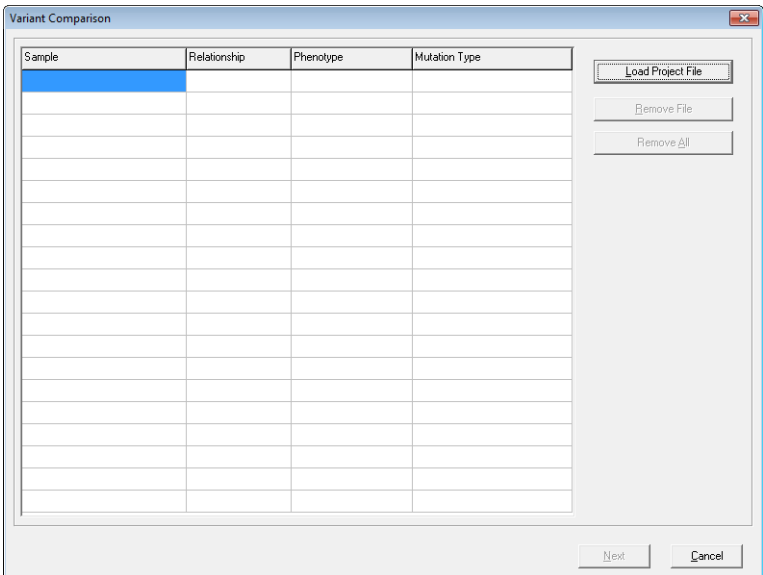 Variant Comparison
Sample Relationship Phenotype Mutation Type
Load Project File
Remove File
Remove All
Next Cancel